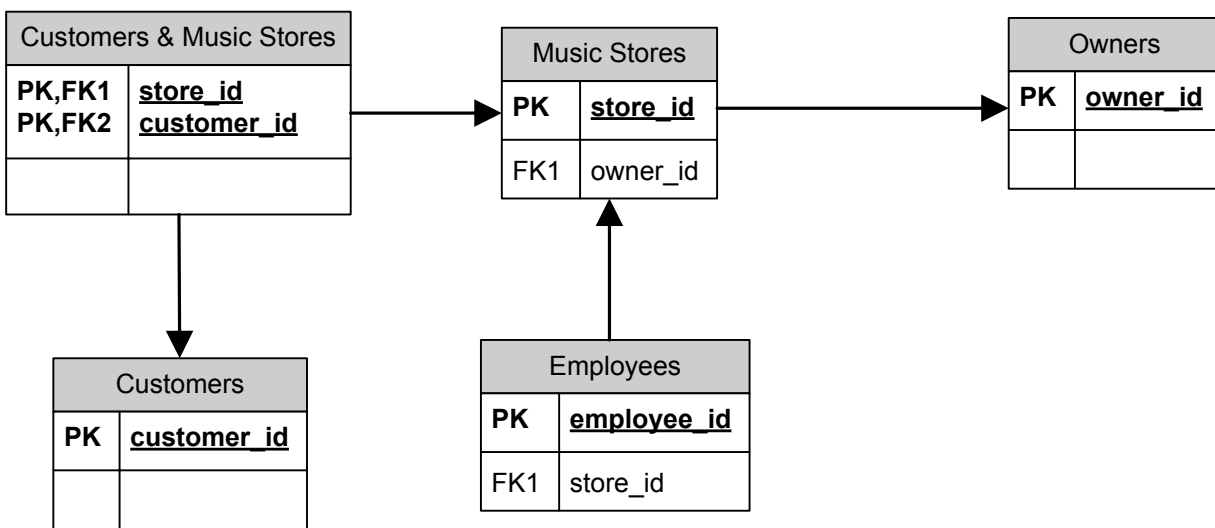 Customers & Music Stores
PK,FK1 store_id
PK,FK2 customer_id
Music Stores
PK store_id
FK1 owner_id
Owners
PK owner_id
Customers
PK customer_id
Employees
PK employee_id
FK1 store_id